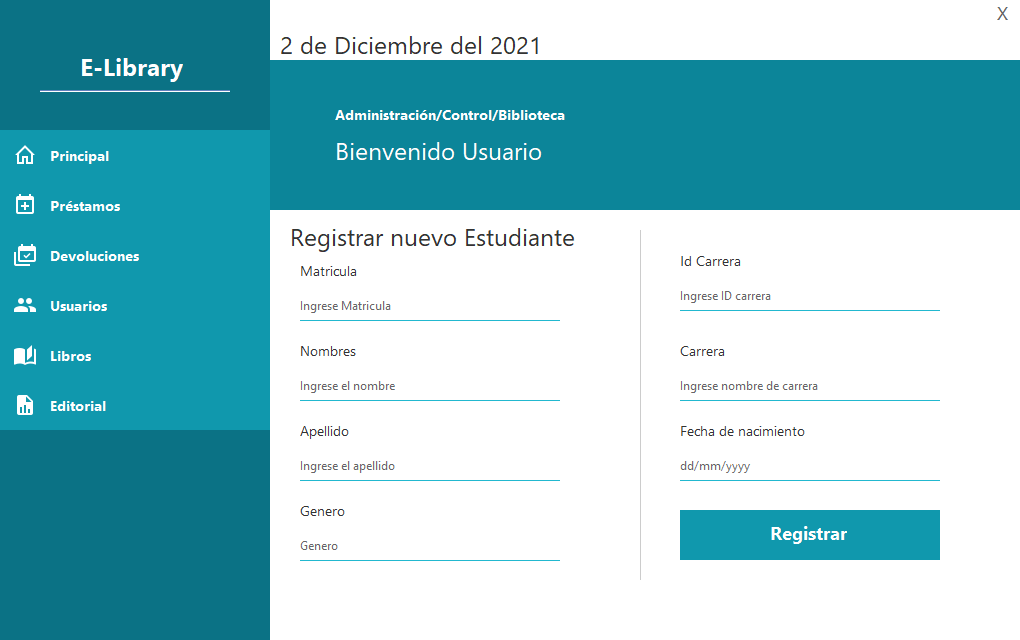 X
2 de Diciembre del 2021
E-Library
Administración/Control/Biblioteca
Bienvenido Usuario
Principal
Préstamos
Devoluciones
Usuarios
Libros
Editorial
Registrar nuevo Estudiante
Matricula
Ingrese Matricula
Nombres
Ingrese el nombre
Apellido
Ingrese el apellido
Genero
Genero
Id Carrera
Ingrese ID carrera
Carrera
Ingrese nombre de carrera
Fecha de nacimiento
dd/mm/yyyy
Registrar